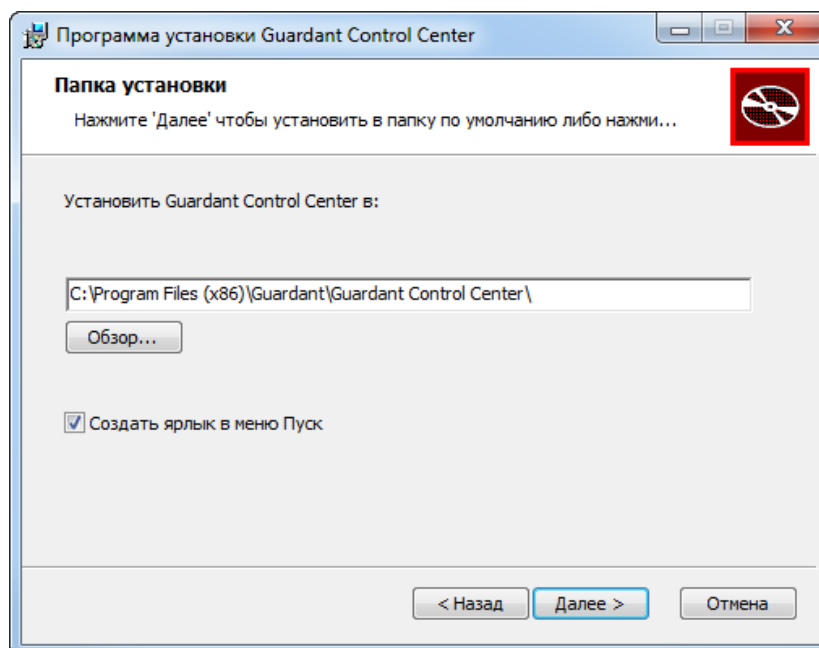 Программа установки Guardant Control Center
Папка установки
Нажмите 'Далее' чтобы установить в папку по умолчанию либо нажми...
Установить Guardant Control Center в:
C:\Program Files (x86)\Guardant\Guardant Control Center\
Обзор...
Создать ярлык в меню Пуск
< Назад
Далее >
Отмена